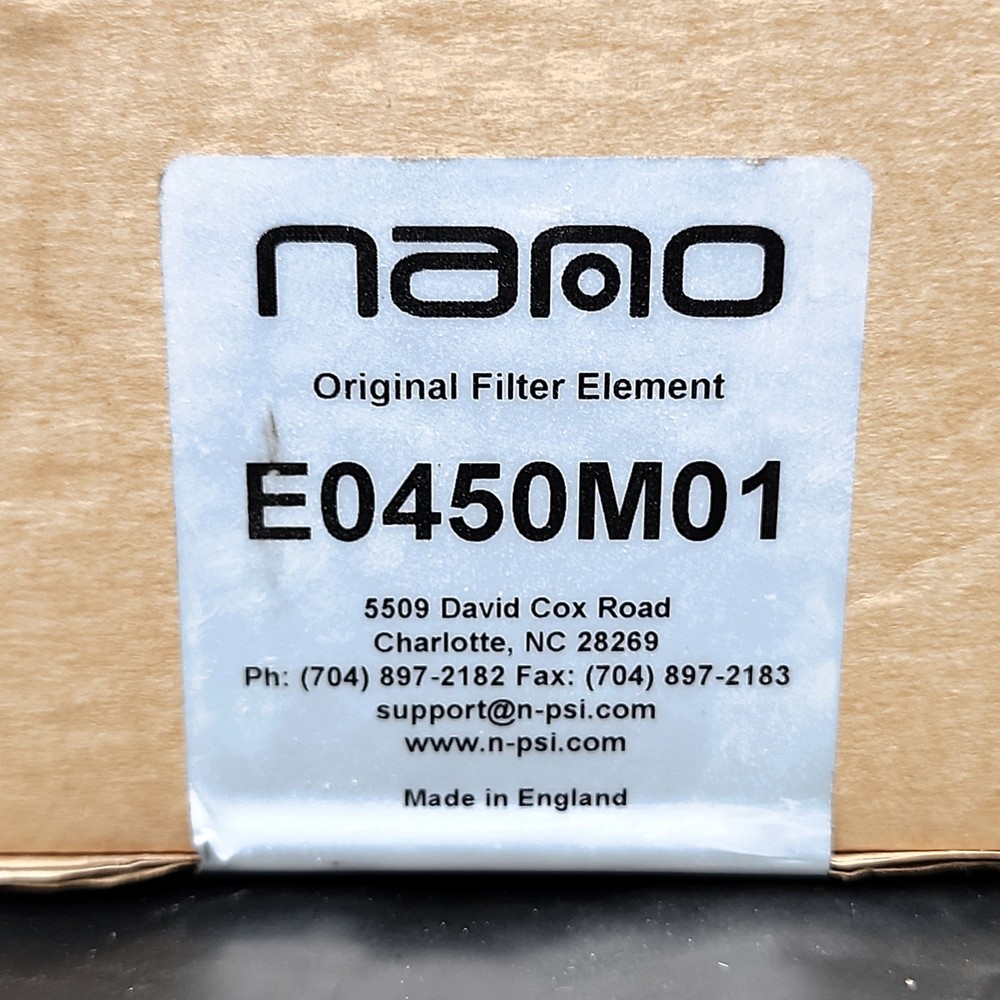 nano
Original Filter Element
E0450M01
5509 David Cox Road
Charlotte, NC 28269
Ph: (704) 897-2182 Fax: (704) 897-2183
support@n-psi.com
www.n-psi.com
Made in England